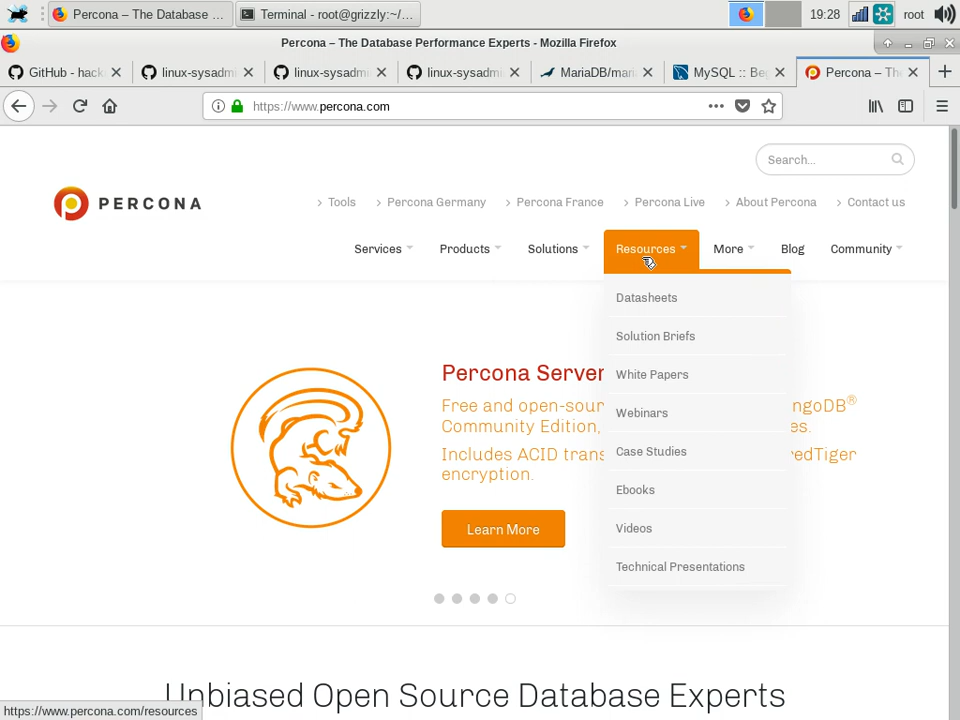 Percona – The Database ...
Terminal - root@grizzly:~/...
19:28
root
Percona – The Database Performance Experts - Mozilla Firefox
GitHub - hack
linux-sysadm
linux-sysadm
linux-sysadm
MariaDB/mari
MySQL :: Beg
Percona – The
https://www.percona.com
Search...
PERCONA
Tools
Percona Germany
Percona France
Percona Live
About Percona
Contact us
Services
Products
Solutions
Resources
More
Blog
Community
Datasheets
Solution Briefs
White Papers
Webinars
Case Studies
Ebooks
Videos
Technical Presentations
Percona Server
Free and open-sour ngoDB®
Community Edition, es.
Includes ACID trans redTiger
encryption.
Learn More
Unbiased Open Source Database Experts
https://www.percona.com/resources